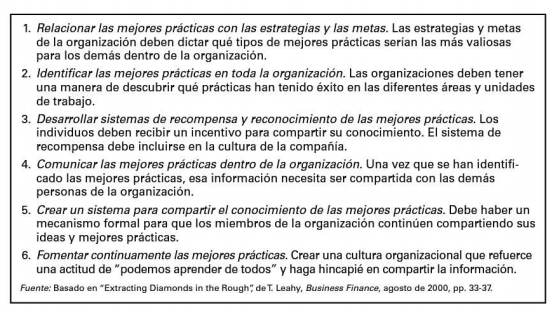 1. Relacionar las mejores prácticas con las estrategias y las metas. Las estrategias y metas
de la organización deben dictar qué tipos de mejores prácticas serían las más valiosas
para los demás dentro de la organización.
2. Identificar las mejores prácticas en toda la organización. Las organizaciones deben tener
una manera de descubrir qué prácticas han tenido éxito en las diferentes áreas y unidades
de trabajo.
3. Desarrollar sistemas de recompensa y reconocimiento de las mejores prácticas. Los
individuos deben recibir un incentivo para compartir su conocimiento. El sistema de
recompensa debe incluirse en la cultura de la compañía.
4. Comunicar las mejores prácticas dentro de la organización. Una vez que se han identifi-
cado las mejores prácticas, esa información necesita ser compartida con las demás
personas de la organización.
5. Crear un sistema para compartir el conocimiento de las mejores prácticas. Debe haber un
mecanismo formal para que los miembros de la organización continúen compartiendo sus
ideas y mejores prácticas.
6. Fomentar continuamente las mejores prácticas. Crear una cultura organizacional que refuerce
una actitud de “podemos aprender de todos” y haga hincapié en compartir la información.
Fuente: Basado en “Extracting Diamonds in the Rough”, de T. Leahy, Business Finance, agosto de 2000, pp. 33-37.